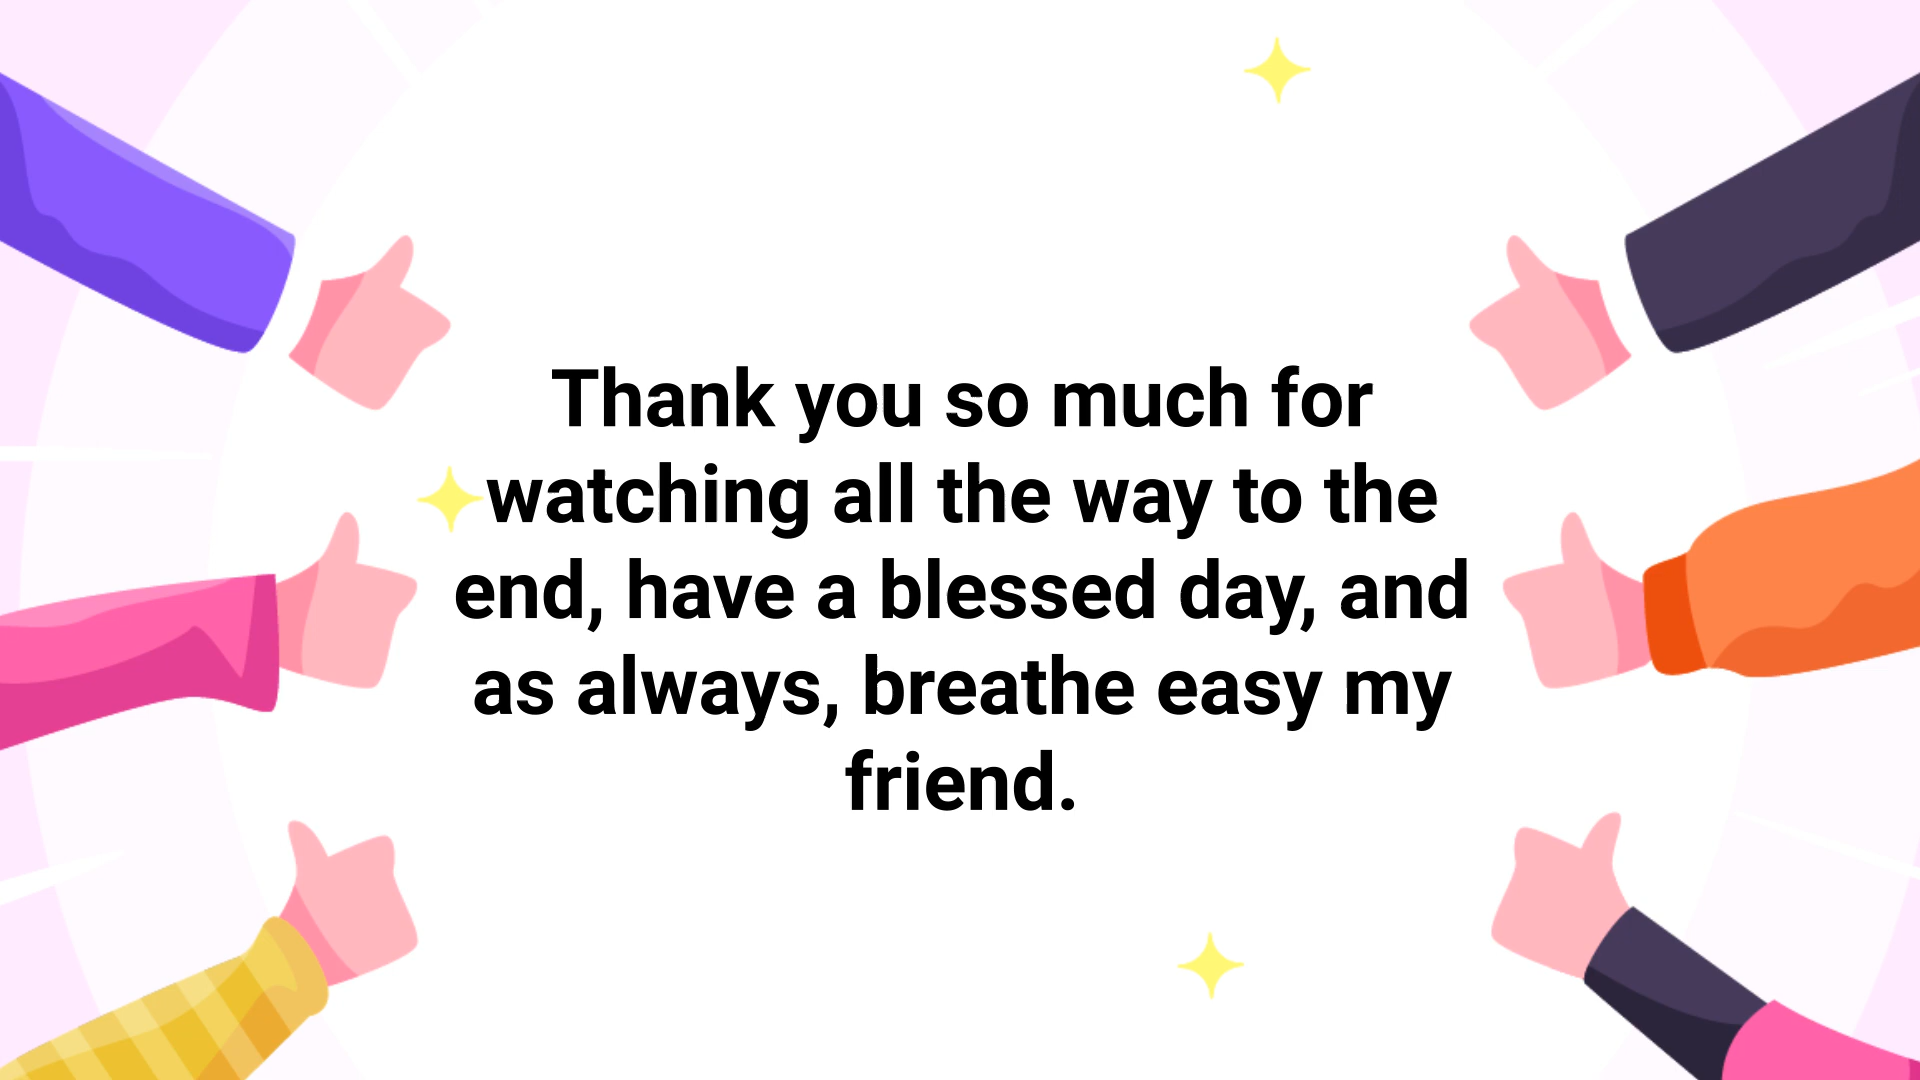 Thank you so much for
watching all the way to the
end, have a blessed day, and
as always, breathe easy my
friend.